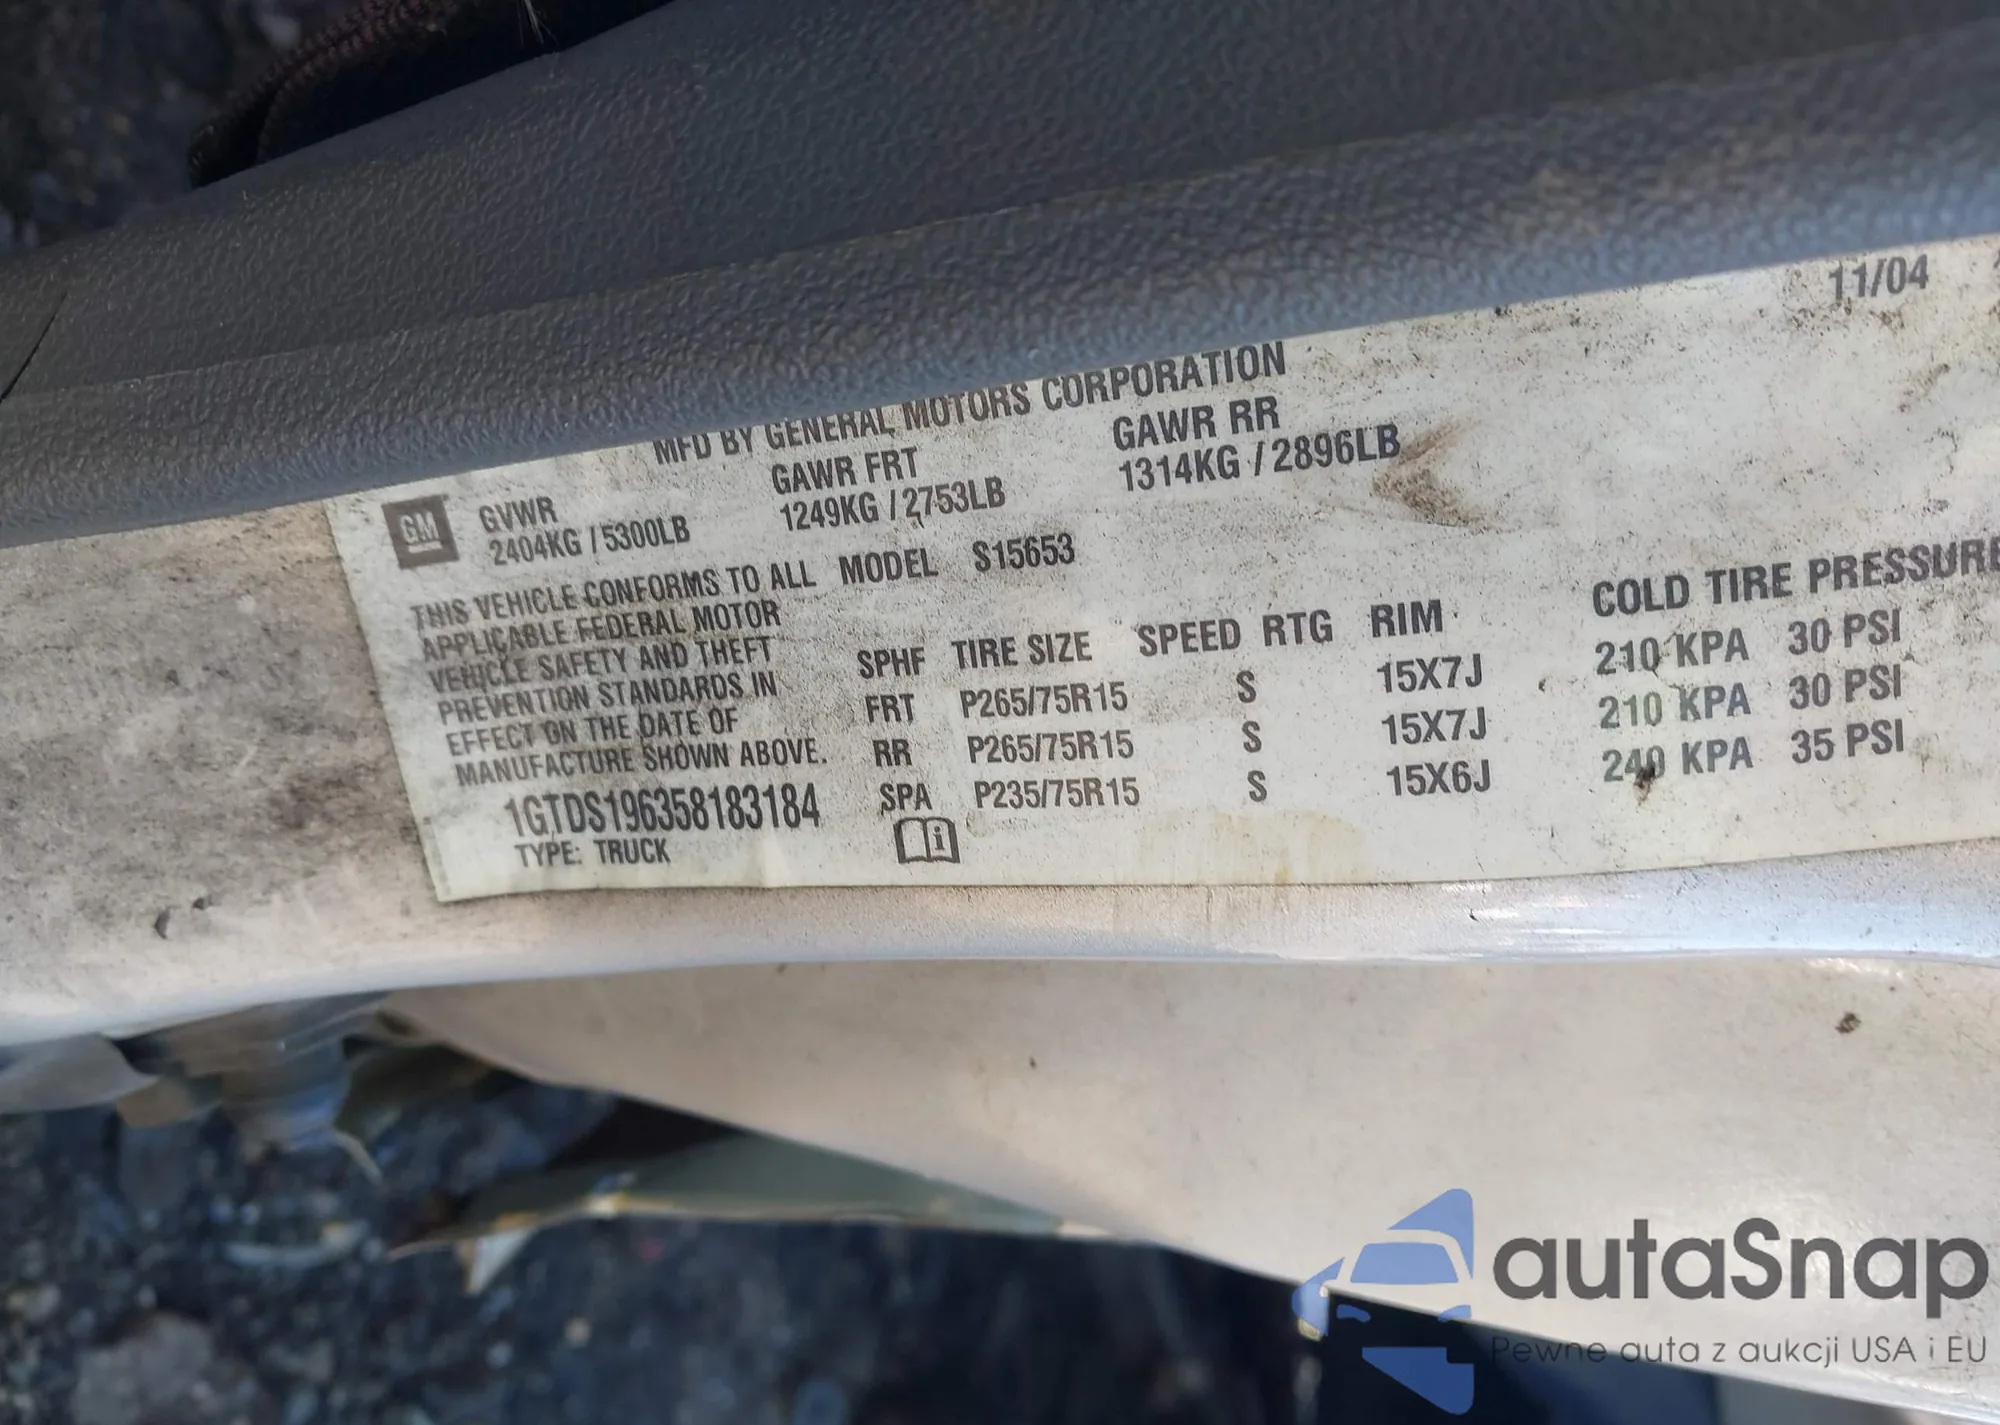 11/04
MFD BY GENERAL MOTORS CORPORATION
GM
GVWR GAWR FRT GAWR RR
2404KG / 5300LB 1249KG / 2753LB 1314KG / 2896LB
THIS VEHICLE CONFORMS TO ALL MODEL S15653
APPLICABLE FEDERAL MOTOR
VEHICLE SAFETY AND THEFT
PREVENTION STANDARDS IN
EFFECT ON THE DATE OF
MANUFACTURE SHOWN ABOVE.
SPHF TIRE SIZE SPEED RTG RIM COLD TIRE PRESSURE
FRT P265/75R15 S 15X7J 210 KPA 30 PSI
RR P265/75R15 S 15X7J 210 KPA 30 PSI
SPA P235/75R15 S 15X6J 240 KPA 35 PSI
1GTDS196358183184
TYPE: TRUCK
autaSnap
Pewne auta z aukcji USA i EU